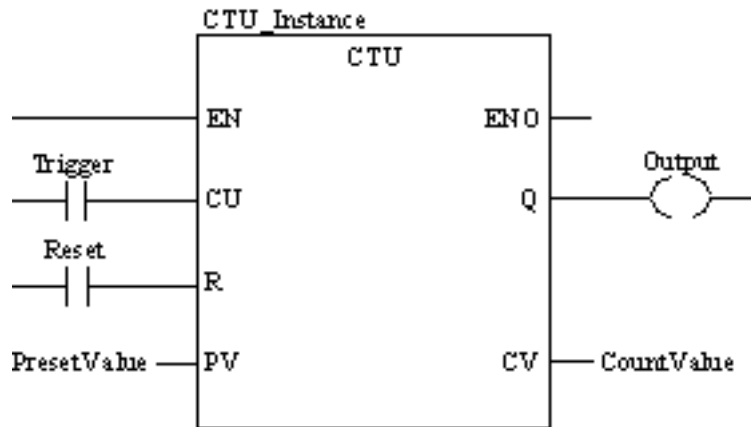 CTU_Instance
CTU
EN ENO
Trigger Output
CU Q
Reset
R
PresetValue PV CV CountValue